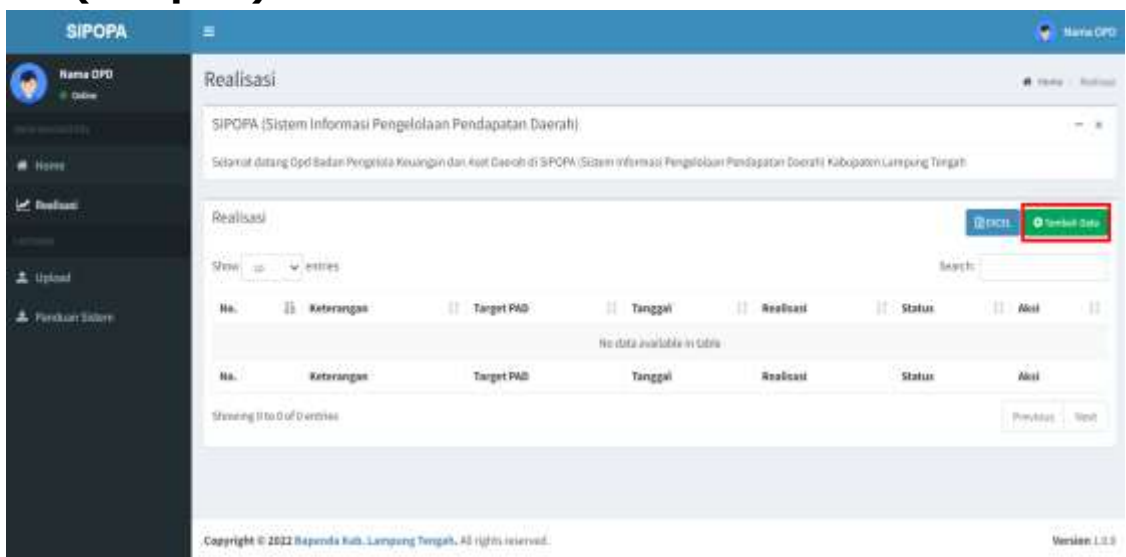 SIPOPA
Nama OPD
Nama OPD
Online
Realisasi
Home / Realisasi
SIPOPA (Sistem Informasi Pengelolaan Pendapatan Daerah)
Selamat datang Opd Badan Pengelola Keuangan dan Aset Daerah di SIPOPA (Sistem Informasi Pengelolaan Pendapatan Daerah) Kabupaten Lampung Tengah
Home
Realisasi
Upload
Panduan Sistem
Realisasi
EXCEL
Tambah Data
Show 10 entries
Search:
No. Keterangan Target PAD Tanggal Realisasi Status Aksi
No data available in table
No. Keterangan Target PAD Tanggal Realisasi Status Aksi
Showing 0 to 0 of 0 entries
Previous Next
Copyright © 2022 Bapenda Kab. Lampung Tengah. All rights reserved.
Version